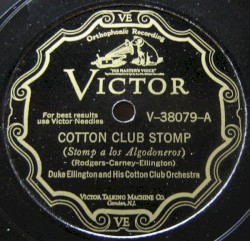 VE
Orthophonic Recording
"HIS MASTER'S VOICE"
VICTOR
For best results
use Victor Needles
V-38079-A
COTTON CLUB STOMP
(Stomp a los Algodoneros)
(Rodgers-Carney-Ellington)
Duke Ellington and His Cotton Club Orchestra
VICTOR TALKING MACHINE CO.
Camden, N.J.
VE